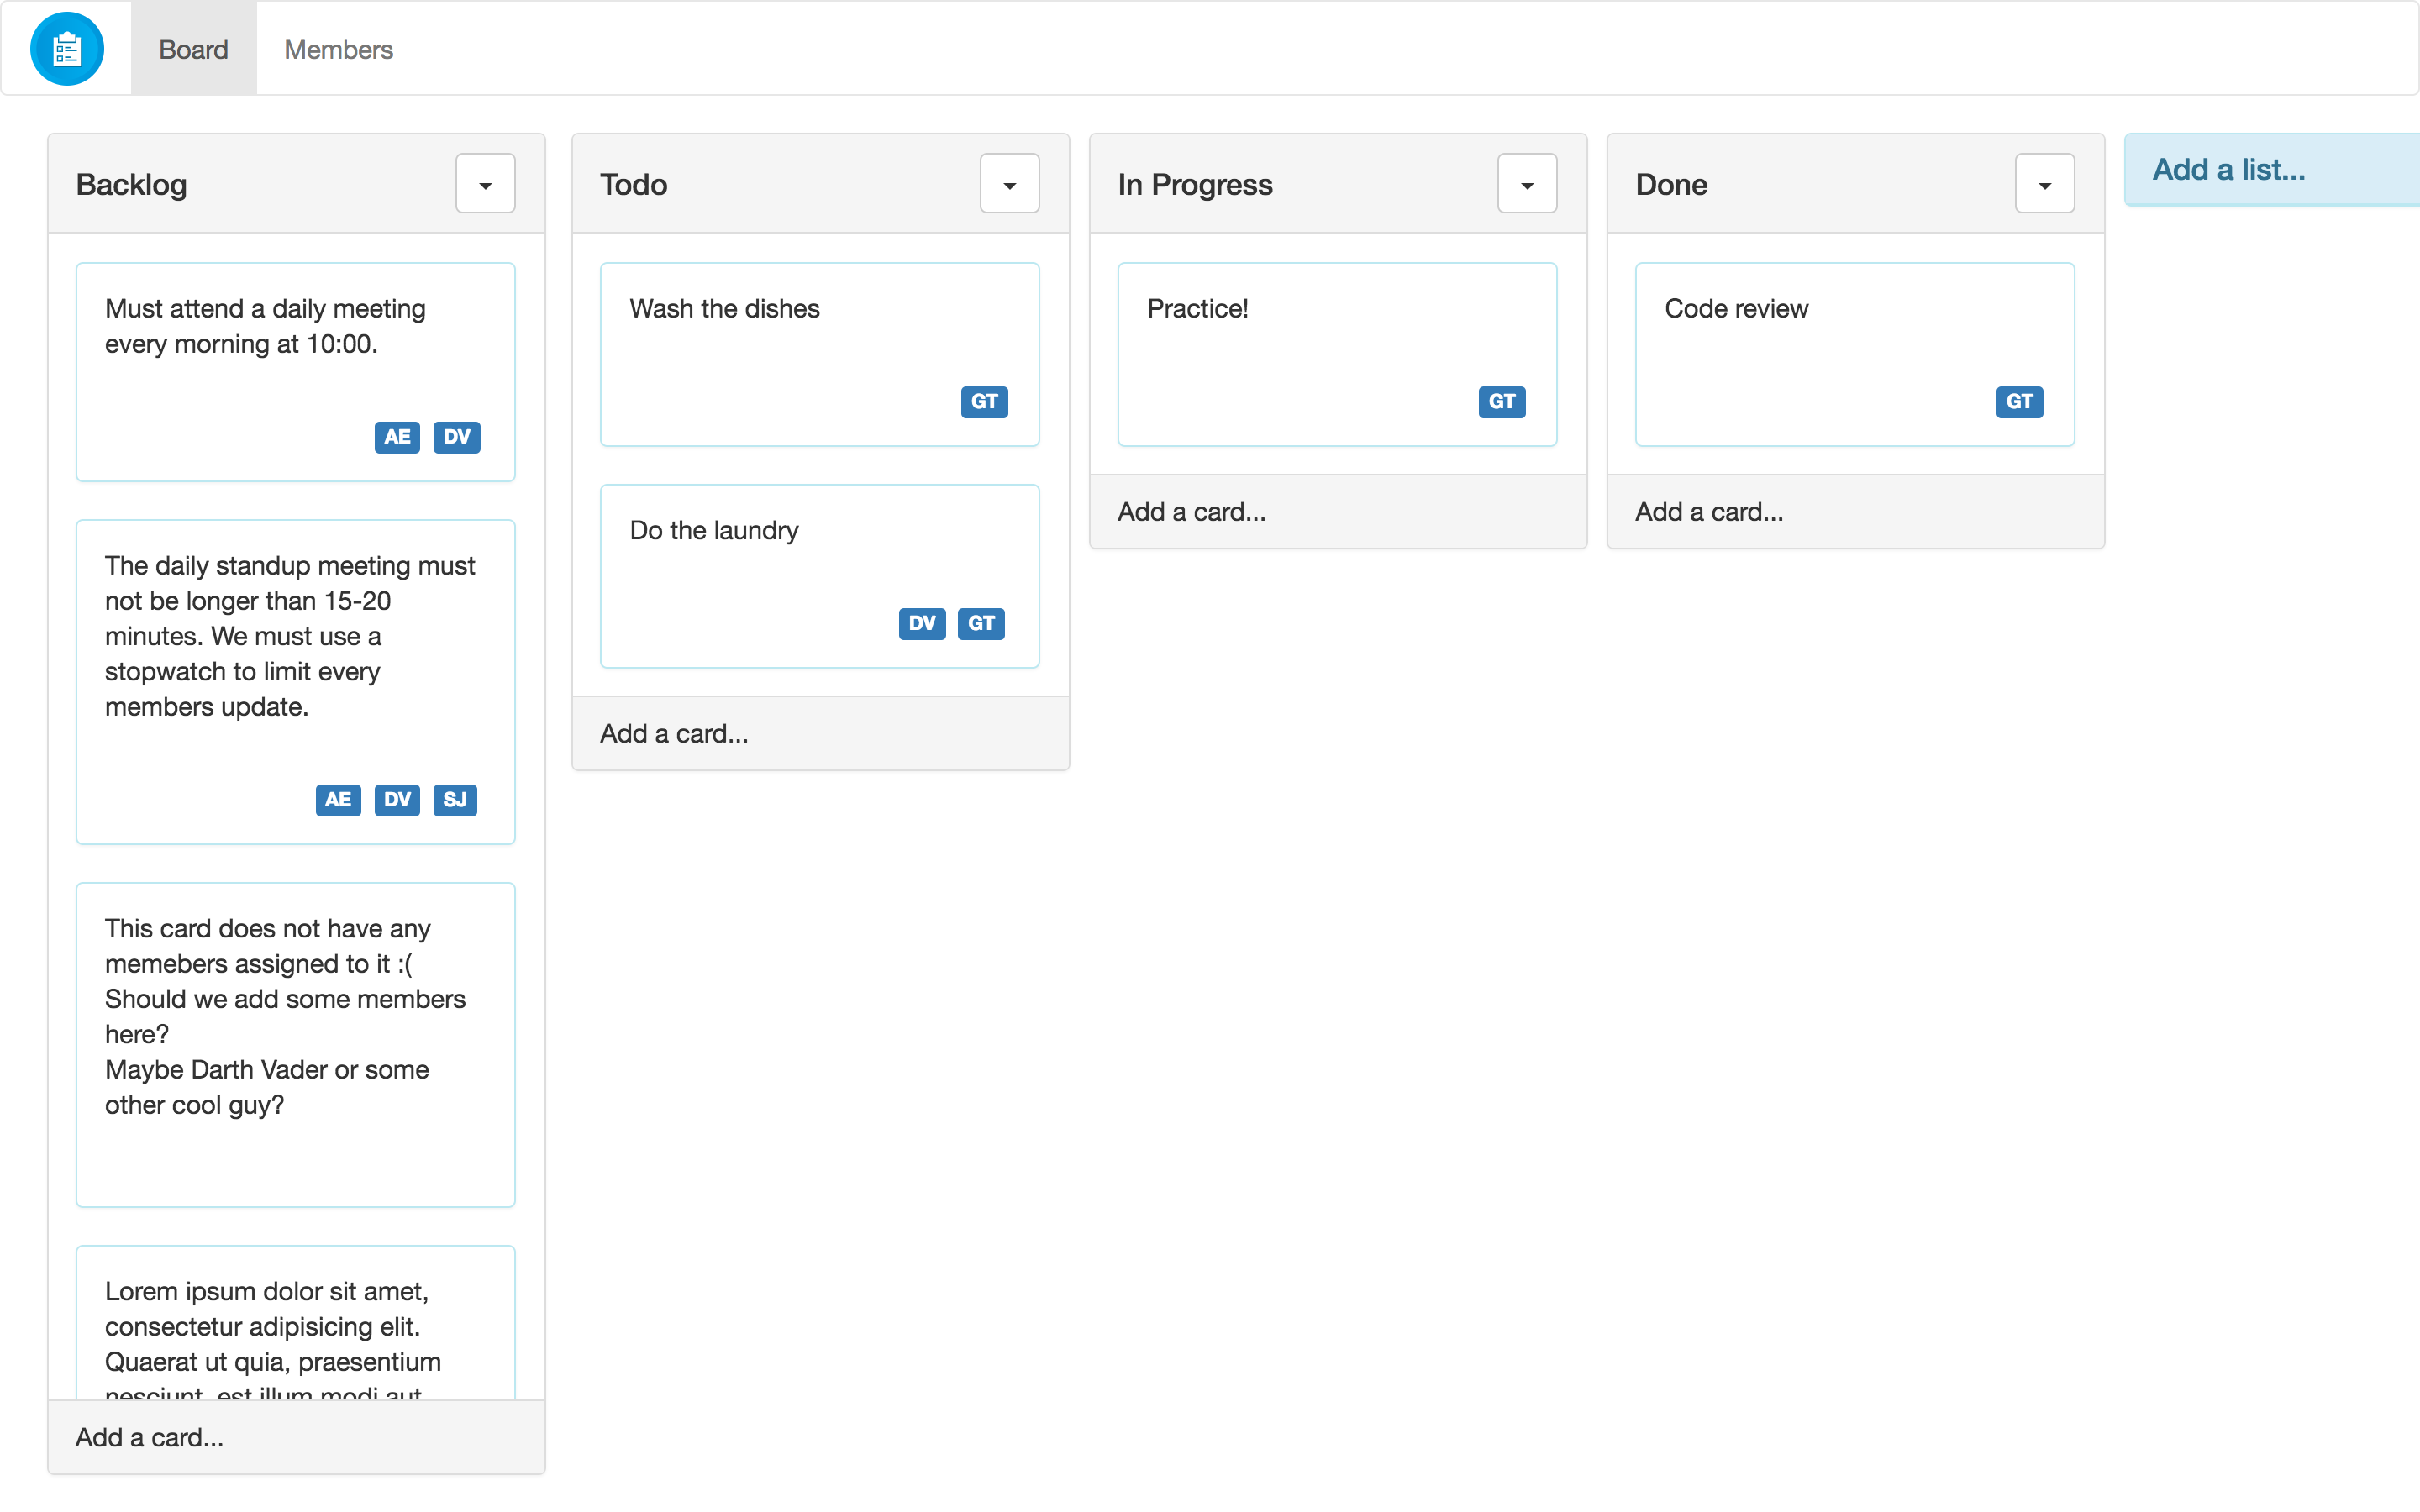 Board
Members
Backlog
Must attend a daily meeting
every morning at 10:00.
AE
DV
The daily standup meeting must
not be longer than 15-20
minutes. We must use a
stopwatch to limit every
members update.
AE
DV
SJ
This card does not have any
memebers assigned to it :(
Should we add some members
here?
Maybe Darth Vader or some
other cool guy?
Lorem ipsum dolor sit amet,
consectetur adipisicing elit.
Quaerat ut quia, praesentium
nesciunt, est illum modi aut
Add a card...
Todo
Wash the dishes
GT
Do the laundry
DV
GT
Add a card...
In Progress
Practice!
GT
Add a card...
Done
Code review
GT
Add a card...
Add a list...